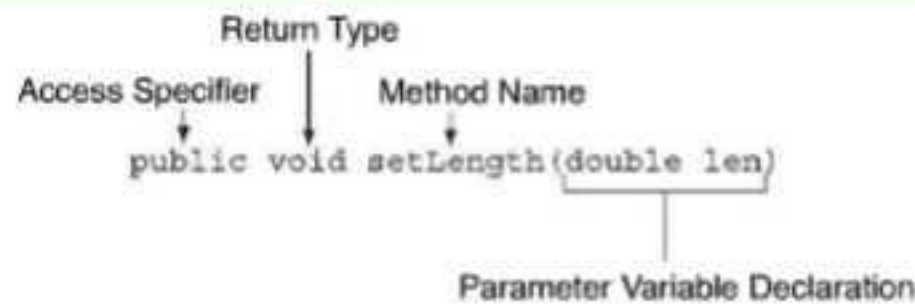 Return Type
Access Specifier Method Name
public void setLength(double len)
Parameter Variable Declaration